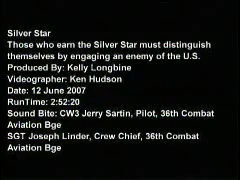 Silver Star
Those who earn the Silver Star must distinguish
themselves by engaging an enemy of the U.S.
Produced By: Kelly Longbine
Videographer: Ken Hudson
Date: 12 June 2007
RunTime: 2:52:20
Sound Bite: CW3 Jerry Sartin, Pilot, 36th Combat
Aviation Bge
SGT Joseph Linder, Crew Chief, 36th Combat
Aviation Bge